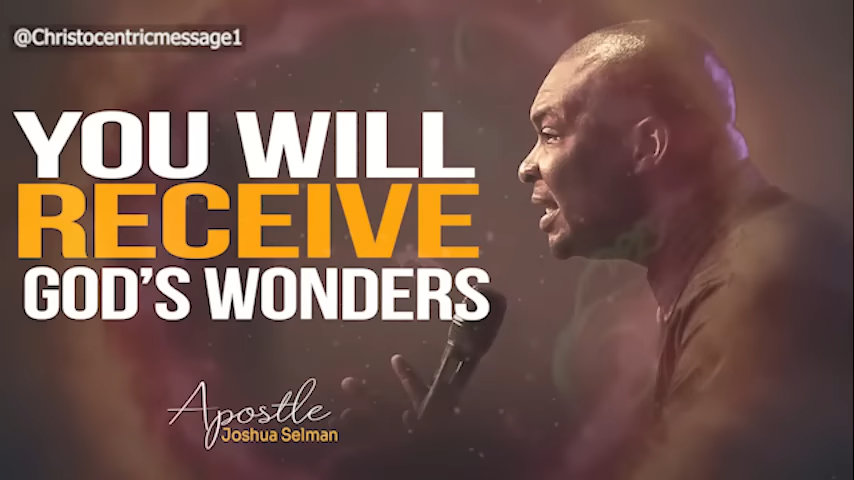 @Christocentricmessage1
YOU WILL
RECEIVE
GOD'S WONDERS
Apostle
Joshua Selman